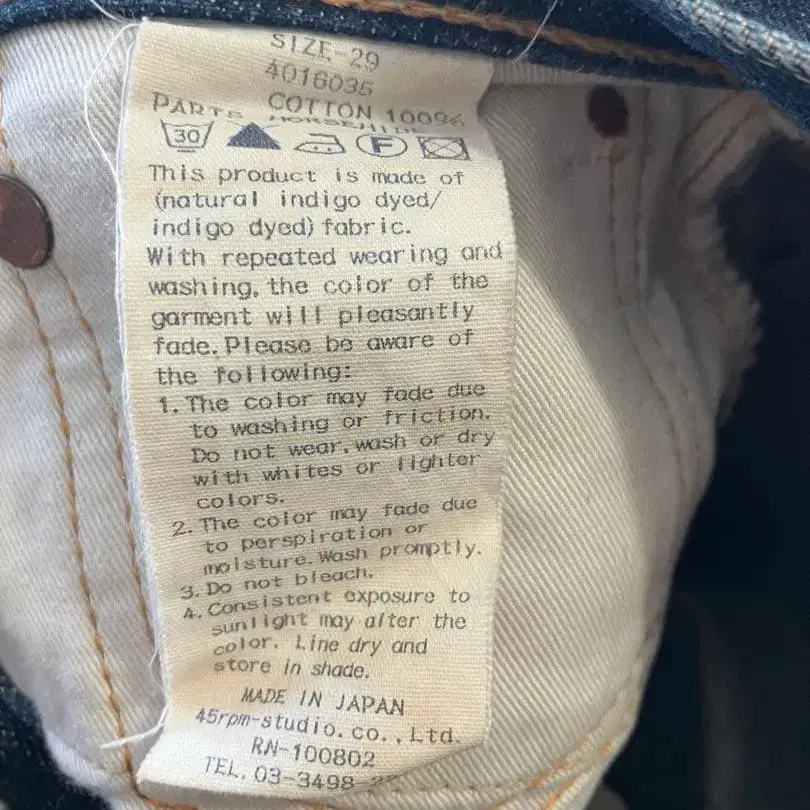 SIZE-29
4016035
COTTON 100%
PARTS HORSEHIDE
30 F
This product is made of
(natural indigo dyed/
indigo dyed) fabric.
With repeated wearing and
washing, the color of the
garment will pleasantly
fade. Please be aware of
the following:
1. The color may fade due
to washing or friction.
Do not wear, wash or dry
with whites or lighter
colors.
2. The color may fade due
to perspiration or
moisture. Wash promptly.
3. Do not bleach.
4. Consistent exposure to
sunlight may alter the
color. Line dry and
store in shade.
MADE IN JAPAN
45rpm-studio.co.,Ltd.
RN-100802
TEL. 03-3498-